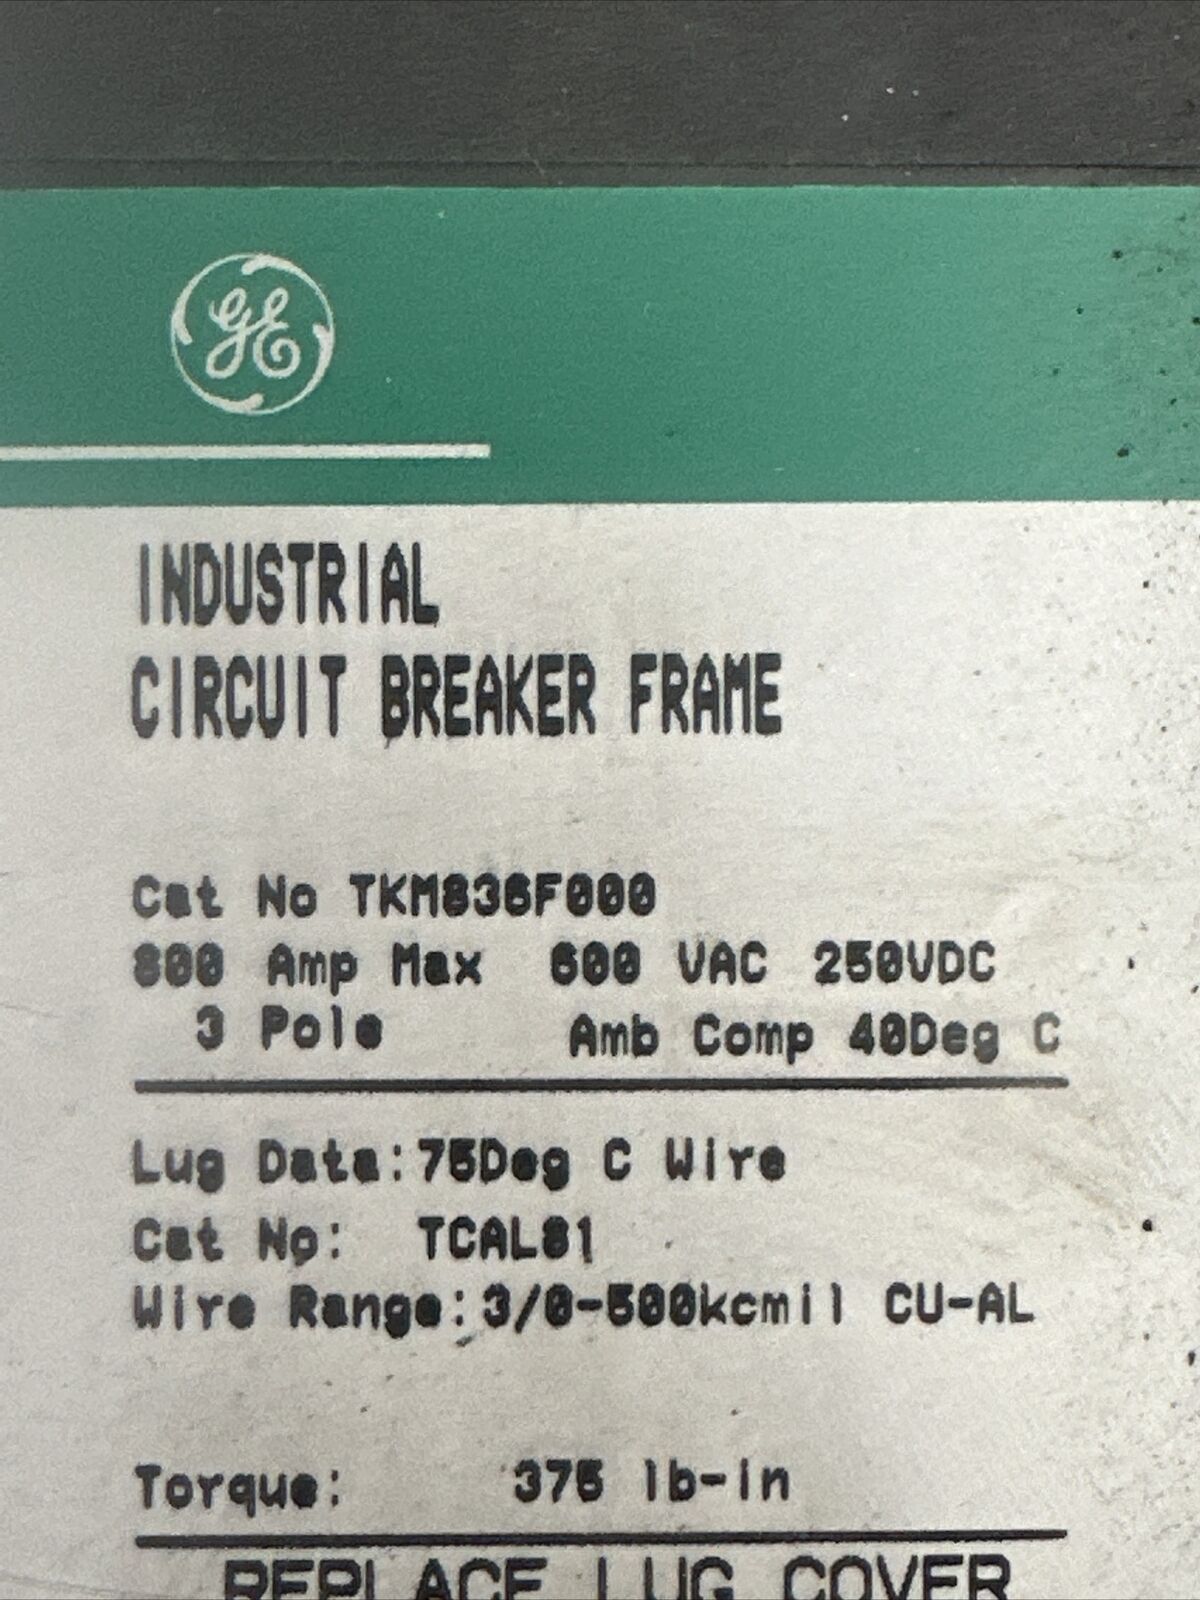 GE
INDUSTRIAL
CIRCUIT BREAKER FRAME
Cat No TKM836F000
800 Amp Max 600 VAC 250VDC
3 Pole Amb Comp 40Deg C
Lug Data:75Deg C Wire
Cat No: TCAL81
Wire Range:3/0-500kcmil CU-AL
Torque: 375 lb-in
REPLACE LUG COVER